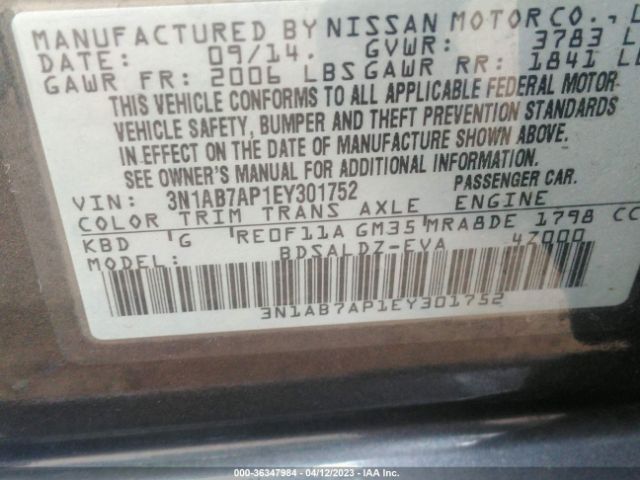 MANUFACTURED BY NISSAN MOTOR CO.,
DATE: 09/14. GVWR: 3783
GAWR FR: 2006 LBS GAWR RR: 1841
THIS VEHICLE CONFORMS TO ALL APPLICABLE FEDERAL MOTOR
VEHICLE SAFETY, BUMPER AND THEFT PREVENTION STANDARDS
IN EFFECT ON THE DATE OF MANUFACTURE SHOWN ABOVE.
SEE OWNER'S MANUAL FOR ADDITIONAL INFORMATION.
VIN: 3N1AB7AP1EY301752 PASSENGER CAR.
COLOR TRIM TRANS AXLE ENGINE
KBD G RE0F11A GM35 MRA8DE 1798 CC
MODEL: BDSALDZ-EVA 4Z000
3N1AB7AP1EY301752
000-36347984 - 04/12/2023 - IAA Inc.